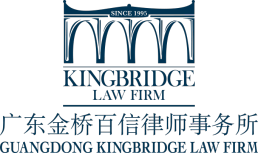 SINCE 1995
KINGBRIDGE
LAW FIRM
广东金桥百信律师事务所
GUANGDONG KINGBRIDGE LAW FIRM